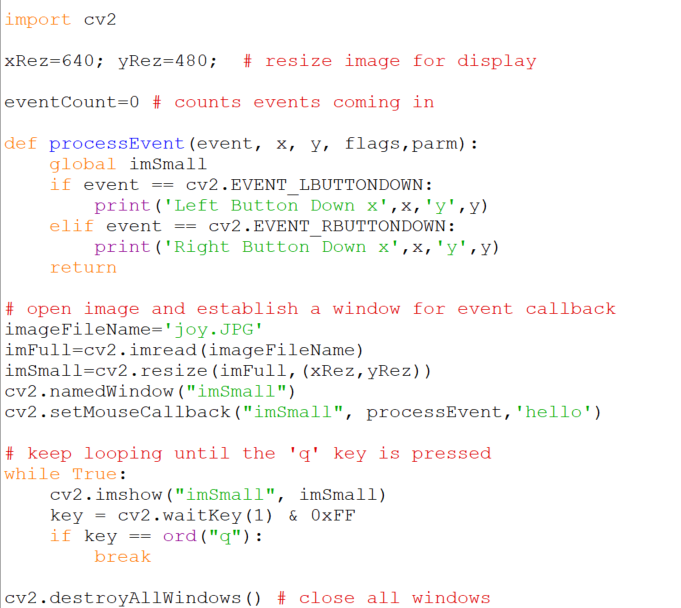 import cv2
xRez=640; yRez=480;  # resize image for display
eventCount=0 # counts events coming in
def processEvent(event, x, y, flags,parm):
    global imSmall
    if event == cv2.EVENT_LBUTTONDOWN:
        print('Left Button Down x',x,'y',y)
    elif event == cv2.EVENT_RBUTTONDOWN:
        print('Right Button Down x',x,'y',y)
    return
# open image and establish a window for event callback
imageFileName='joy.JPG'
imFull=cv2.imread(imageFileName)
imSmall=cv2.resize(imFull,(xRez,yRez))
cv2.namedWindow("imSmall")
cv2.setMouseCallback("imSmall", processEvent,'hello')
# keep looping until the 'q' key is pressed
while True:
    cv2.imshow("imSmall", imSmall)
    key = cv2.waitKey(1) & 0xFF
    if key == ord("q"):
        break
cv2.destroyAllWindows() # close all windows